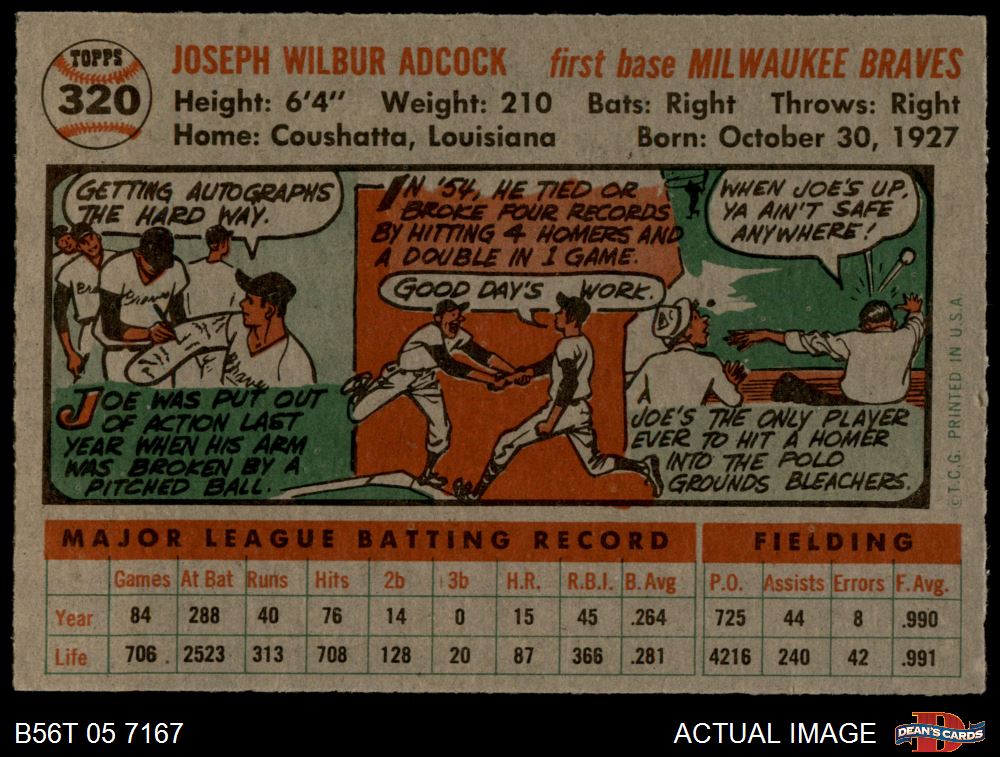 TOPPS
320
JOSEPH WILBUR ADCOCK first base MILWAUKEE BRAVES
Height: 6'4" Weight: 210 Bats: Right Throws: Right
Home: Coushatta, Louisiana Born: October 30, 1927
GETTING AUTOGRAPHS
THE HARD WAY.
Braves
Braves
JOE WAS PUT OUT
OF ACTION LAST
YEAR WHEN HIS ARM
WAS BROKEN BY A
PITCHED BALL.
IN '54, HE TIED OR
BROKE FOUR RECORDS
BY HITTING 4 HOMERS AND
A DOUBLE IN 1 GAME.
GOOD DAY'S WORK.
WHEN JOE'S UP,
YA AIN'T SAFE
ANYWHERE!
JOE'S THE ONLY PLAYER
EVER TO HIT A HOMER
INTO THE POLO
GROUNDS BLEACHERS.
©T.C.G. PRINTED IN U.S.A.
MAJOR LEAGUE BATTING RECORD FIELDING
Games At Bat Runs Hits 2b 3b H.R. R.B.I. B. Avg P.O. Assists Errors F. Avg.
Year 84 288 40 76 14 0 15 45 .264 725 44 8 .990
Life 706 2523 313 708 128 20 87 366 .281 4216 240 42 .991
B56T 05 7167 ACTUAL IMAGE
D
DEAN'S CARDS